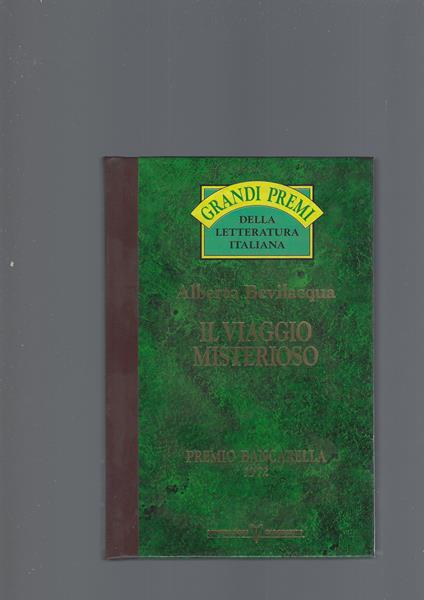 GRANDI PREMI
DELLA
LETTERATURA
ITALIANA
Alberto Bevilacqua
IL VIAGGIO
MISTERIOSO
PREMIO BANCARELLA
1972